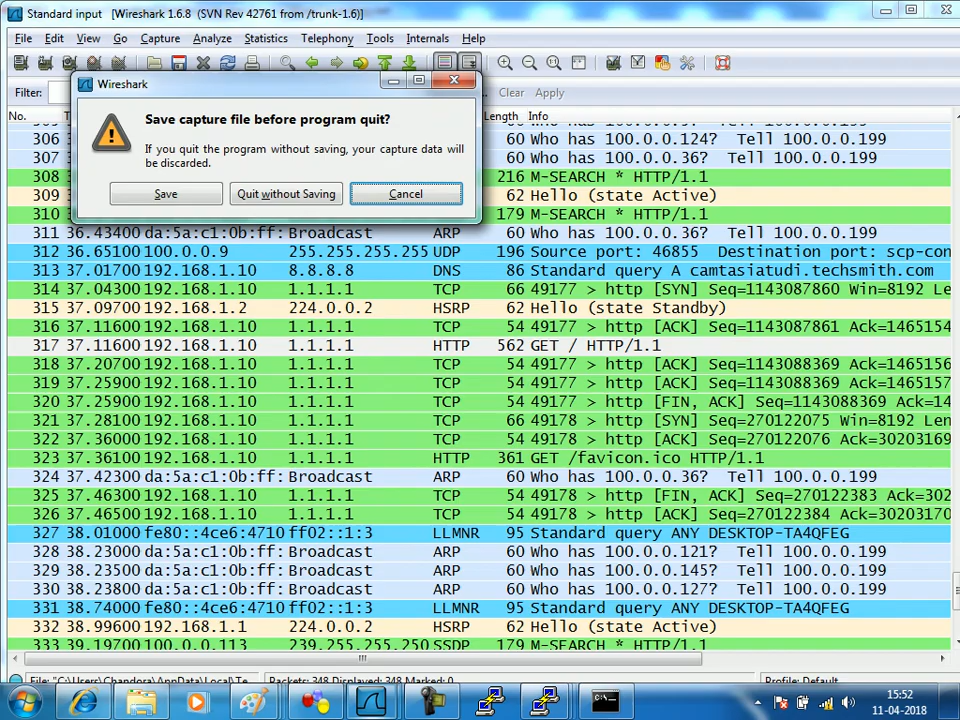 Standard input   [Wireshark 1.6.8  (SVN Rev 42761 from /trunk-1.6)]
File Edit View Go Capture Analyze Statistics Telephony Tools Internals Help
Filter: Clear Apply
No. T Length Info
306 3 60 Who has 100.0.0.124?  Tell 100.0.0.199
307 3 60 Who has 100.0.0.36?  Tell 100.0.0.199
308 3 216 M-SEARCH * HTTP/1.1
309 3 62 Hello (state Active)
310 3 179 M-SEARCH * HTTP/1.1
311 36.43400 da:5a:c1:0b:ff: Broadcast ARP 60 Who has 100.0.0.36?  Tell 100.0.0.199
312 36.65100 100.0.0.9 255.255.255.255 UDP 196 Source port: 46855  Destination port: scp-con
313 37.01700 192.168.1.10 8.8.8.8 DNS 86 Standard query A camtasiatudi.techsmith.com
314 37.04300 192.168.1.10 1.1.1.1 TCP 66 49177 > http [SYN] Seq=1143087860 Win=8192 Le
315 37.09700 192.168.1.2 224.0.0.2 HSRP 62 Hello (state Standby)
316 37.11600 192.168.1.10 1.1.1.1 TCP 54 49177 > http [ACK] Seq=1143087861 Ack=1465154
317 37.11600 192.168.1.10 1.1.1.1 HTTP 562 GET / HTTP/1.1
318 37.20700 192.168.1.10 1.1.1.1 TCP 54 49177 > http [ACK] Seq=1143088369 Ack=1465156
319 37.25900 192.168.1.10 1.1.1.1 TCP 54 49177 > http [ACK] Seq=1143088369 Ack=1465157
320 37.25900 192.168.1.10 1.1.1.1 TCP 54 49177 > http [FIN, ACK] Seq=1143088369 Ack=14
321 37.28100 192.168.1.10 1.1.1.1 TCP 66 49178 > http [SYN] Seq=270122075 Win=8192 Len
322 37.36000 192.168.1.10 1.1.1.1 TCP 54 49178 > http [ACK] Seq=270122076 Ack=30203169
323 37.36100 192.168.1.10 1.1.1.1 HTTP 361 GET /favicon.ico HTTP/1.1
324 37.42300 da:5a:c1:0b:ff: Broadcast ARP 60 Who has 100.0.0.36?  Tell 100.0.0.199
325 37.46300 192.168.1.10 1.1.1.1 TCP 54 49178 > http [FIN, ACK] Seq=270122383 Ack=302
326 37.46500 192.168.1.10 1.1.1.1 TCP 54 49178 > http [ACK] Seq=270122384 Ack=30203170
327 38.01000 fe80::4ce6:4710 ff02::1:3 LLMNR 95 Standard query ANY DESKTOP-TA4QFEG
328 38.23000 da:5a:c1:0b:ff: Broadcast ARP 60 Who has 100.0.0.121?  Tell 100.0.0.199
329 38.23500 da:5a:c1:0b:ff: Broadcast ARP 60 Who has 100.0.0.145?  Tell 100.0.0.199
330 38.23800 da:5a:c1:0b:ff: Broadcast ARP 60 Who has 100.0.0.127?  Tell 100.0.0.199
331 38.74000 fe80::4ce6:4710 ff02::1:3 LLMNR 95 Standard query ANY DESKTOP-TA4QFEG
332 38.99600 192.168.1.1 224.0.0.2 HSRP 62 Hello (state Active)
333 39.19700 100.0.0.113 239.255.255.250 SSDP 179 M-SEARCH * HTTP/1.1
File: "C:\Users\Chandora\AppData\Local\Te... Packets: 348 Marked: 0 Profile: Default
Wireshark
Save capture file before program quit?
If you quit the program without saving, your capture data will
be discarded.
Save Quit without Saving Cancel
15:52
11-04-2018